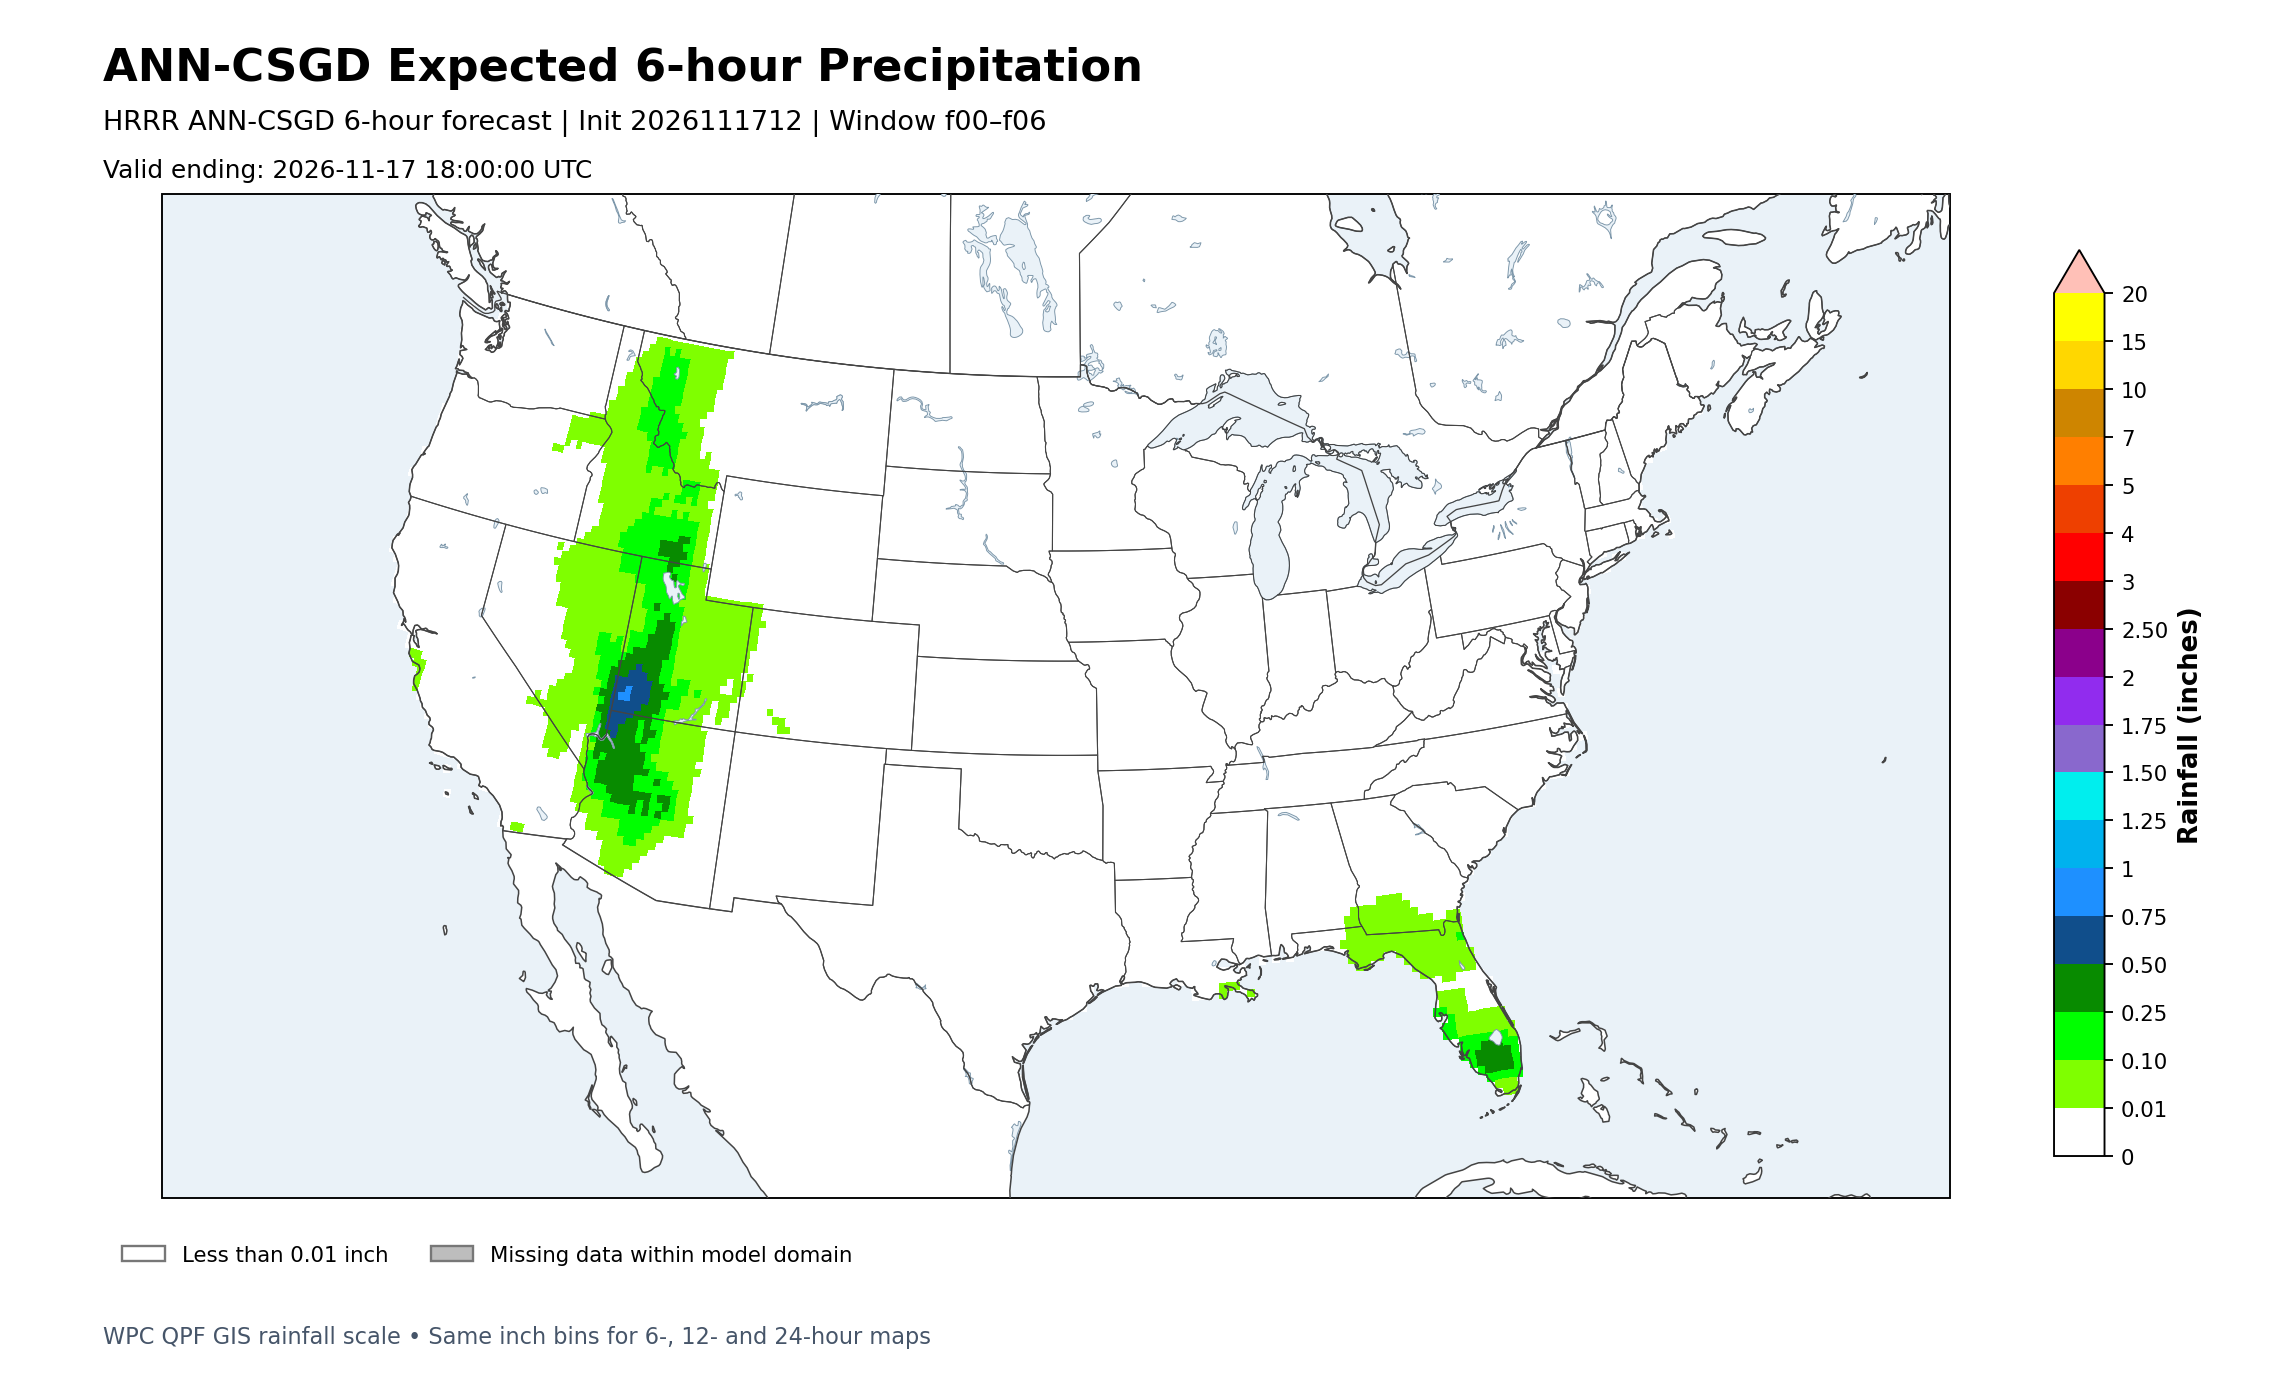 ANN-CSGD Expected 6-hour Precipitation
HRRR ANN-CSGD 6-hour forecast | Init 2026111712 | Window f00–f06
Valid ending: 2026-11-17 18:00:00 UTC
20
15
10
7
5
4
3
2.50
2
1.75
1.50
1.25
1
0.75
0.50
0.25
0.10
0.01
0
Rainfall (inches)
Less than 0.01 inch
Missing data within model domain
WPC QPF GIS rainfall scale • Same inch bins for 6-, 12- and 24-hour maps